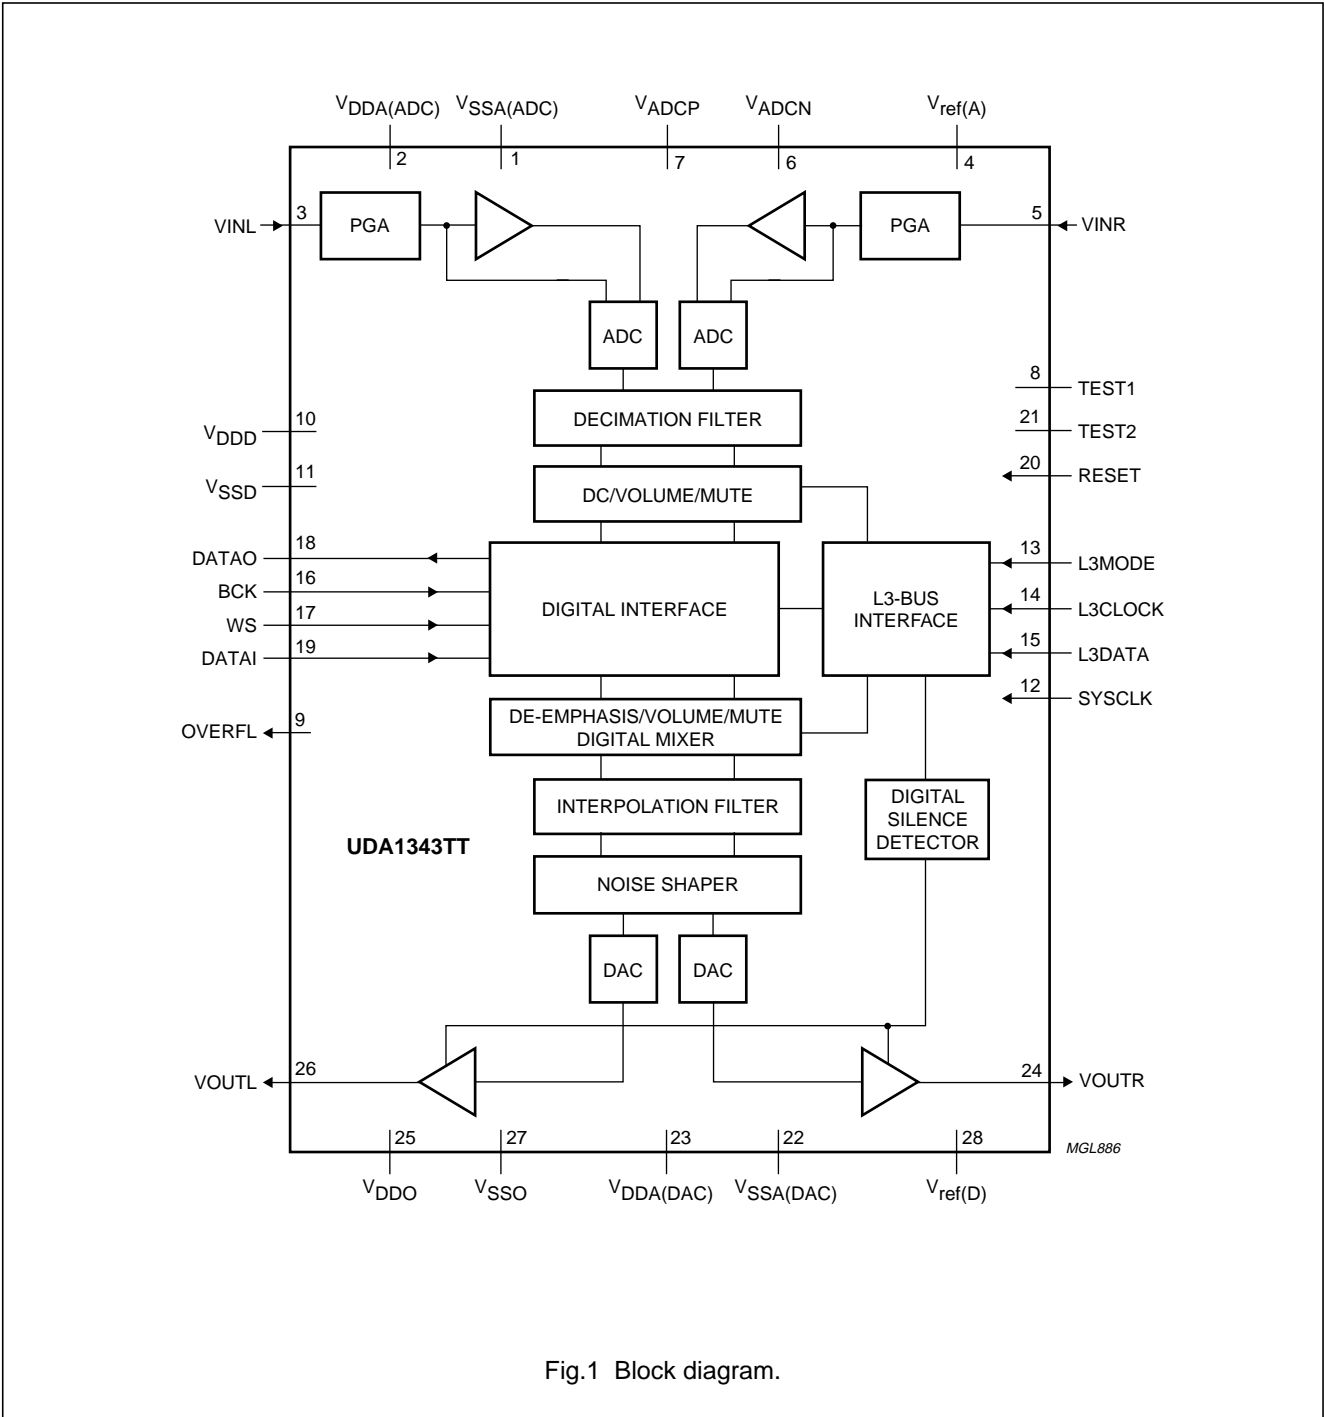 VDDA(ADC) VSSA(ADC) VADCP VADCN Vref(A)
2 1 7 6 4
VINL 3 PGA PGA 5 VINR
ADC ADC
8 TEST1
DECIMATION FILTER
VDDD 10
21 TEST2
20 RESET
VSSD 11
DC/VOLUME/MUTE
DATAO 18
13 L3MODE
BCK 16
DIGITAL INTERFACE
L3-BUS
INTERFACE
14 L3CLOCK
WS 17
DATAI 19
15 L3DATA
12 SYSCLK
OVERFL 9
DE-EMPHASIS/VOLUME/MUTE
DIGITAL MIXER
INTERPOLATION FILTER
DIGITAL
SILENCE
DETECTOR
UDA1343TT
NOISE SHAPER
DAC DAC
VOUTL 26
24 VOUTR
25 27 23 22 28
MGL886
VDDO VSSO VDDA(DAC) VSSA(DAC) Vref(D)
Fig.1 Block diagram.